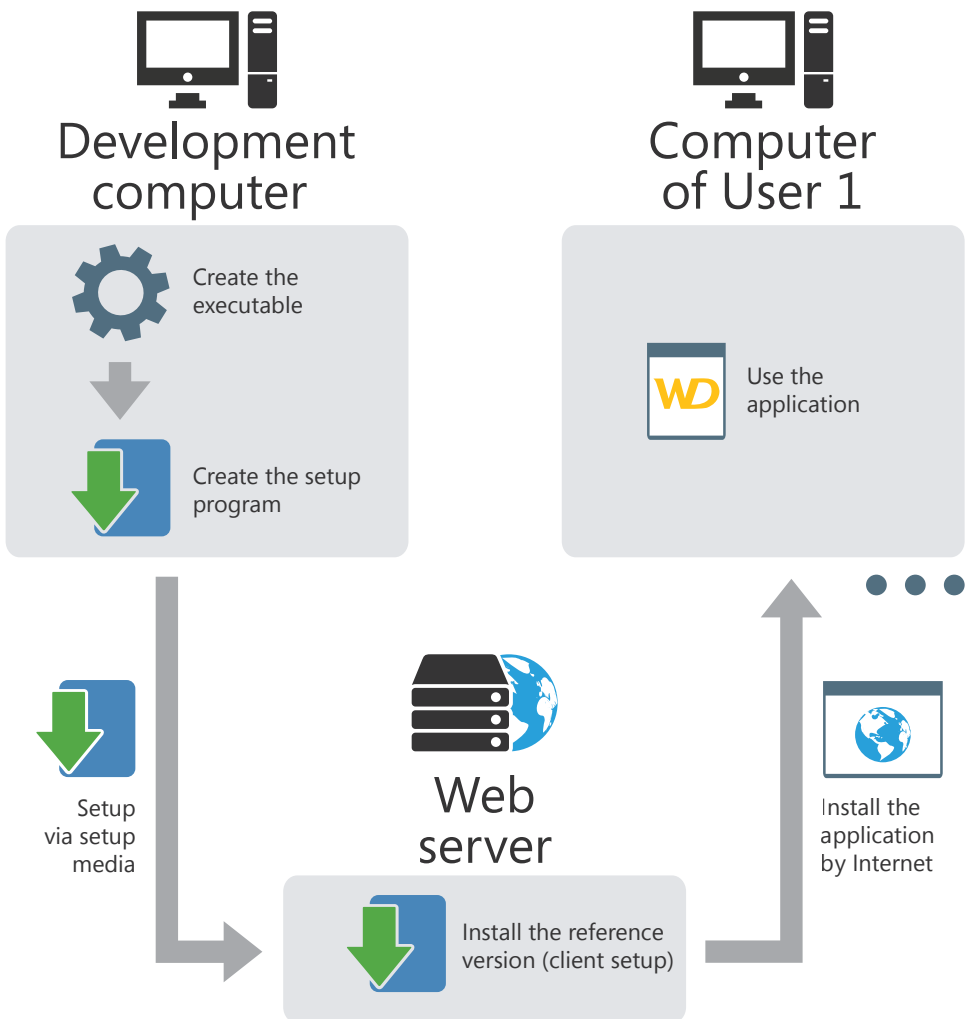 Development
computer
Create the
executable
Create the setup
program
Computer
of User 1
WD
Use the
application
Setup
via setup
media
Web
server
Install the reference
version (client setup)
Install the
application
by Internet